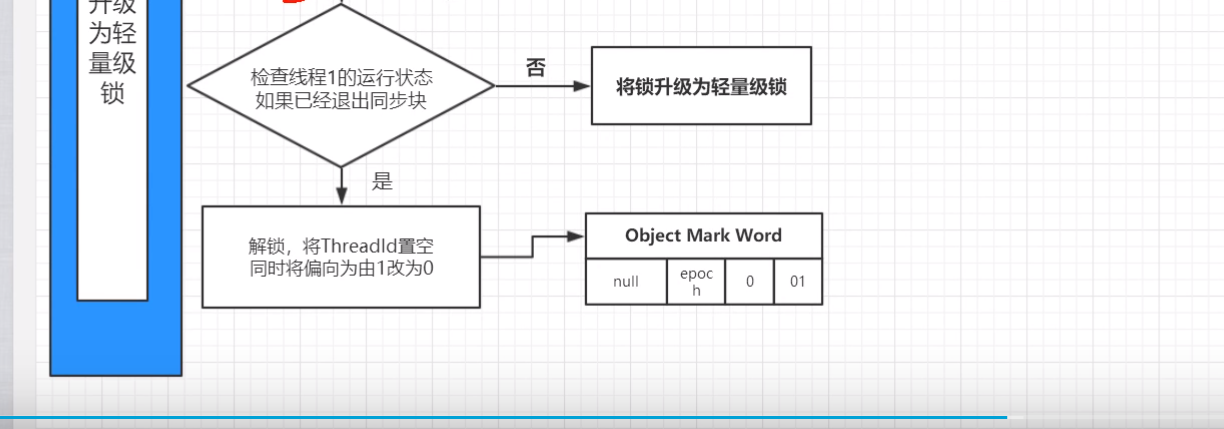 升级
为轻
量级
锁
检查线程1的运行状态
如果已经退出同步块
否
将锁升级为轻量级锁
是
解锁，将ThreadId置空
同时将偏向为由1改为0
Object Mark Word
null
epoc
h
0
01